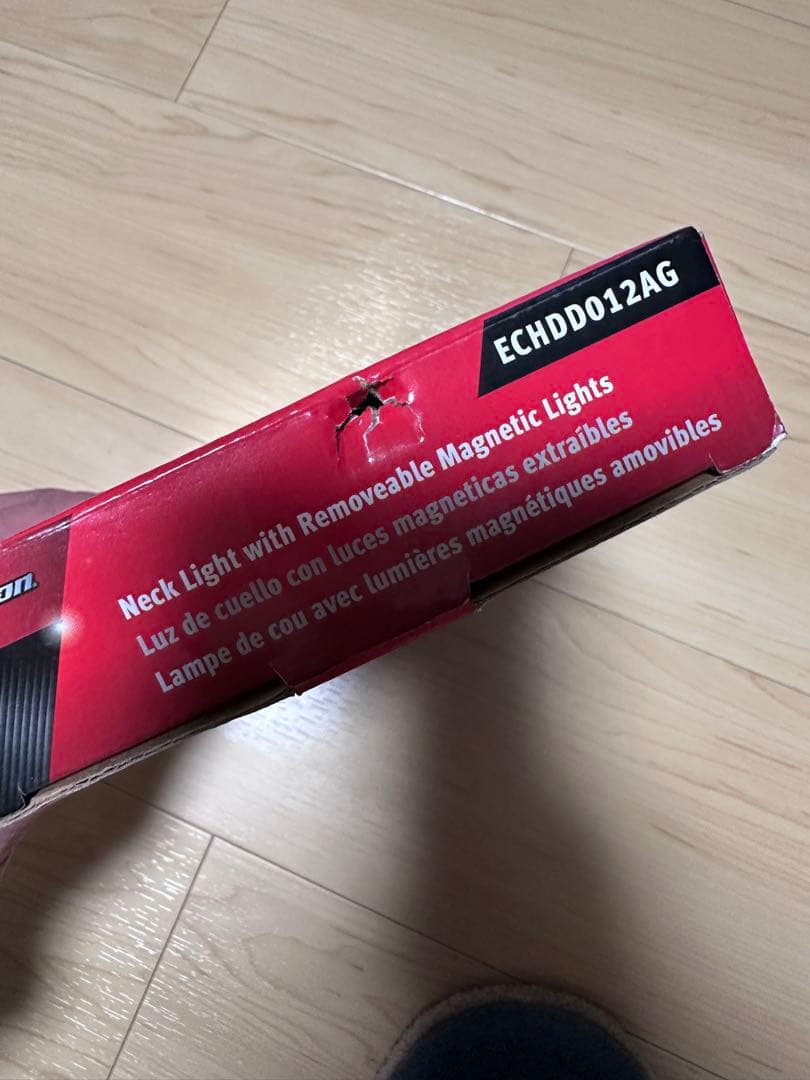 ECHDD012AG
Neck Light with Removeable Magnetic Lights
Luz de cuello con luces magneticas extraíbles
Lampe de cou avec lumières magnétiques amovibles